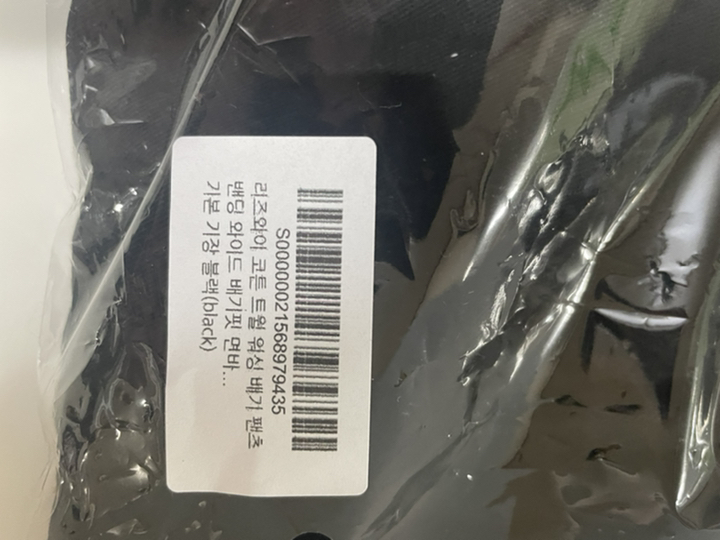 S000000021568979435
리즈와이 코튼 트윌 워싱 배기 팬츠
밴딩 와이드 배기핏 면바...
기본 기장 블랙(black)